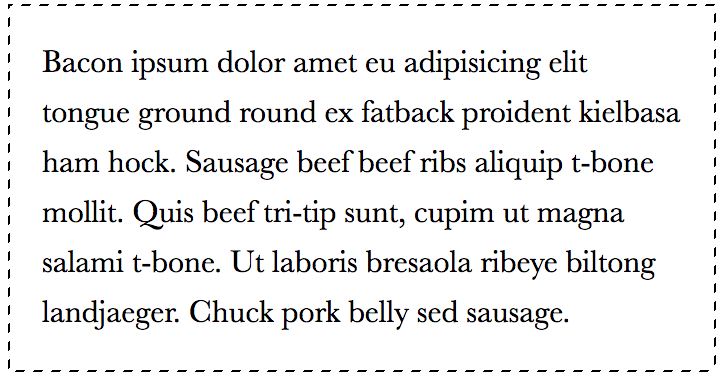 Bacon ipsum dolor amet eu adipisicing elit
tongue ground round ex fatback proident kielbasa
ham hock. Sausage beef beef ribs aliquip t-bone
mollit. Quis beef tri-tip sunt, cupim ut magna
salami t-bone. Ut laboris bresaola ribeye biltong
landjaeger. Chuck pork belly sed sausage.